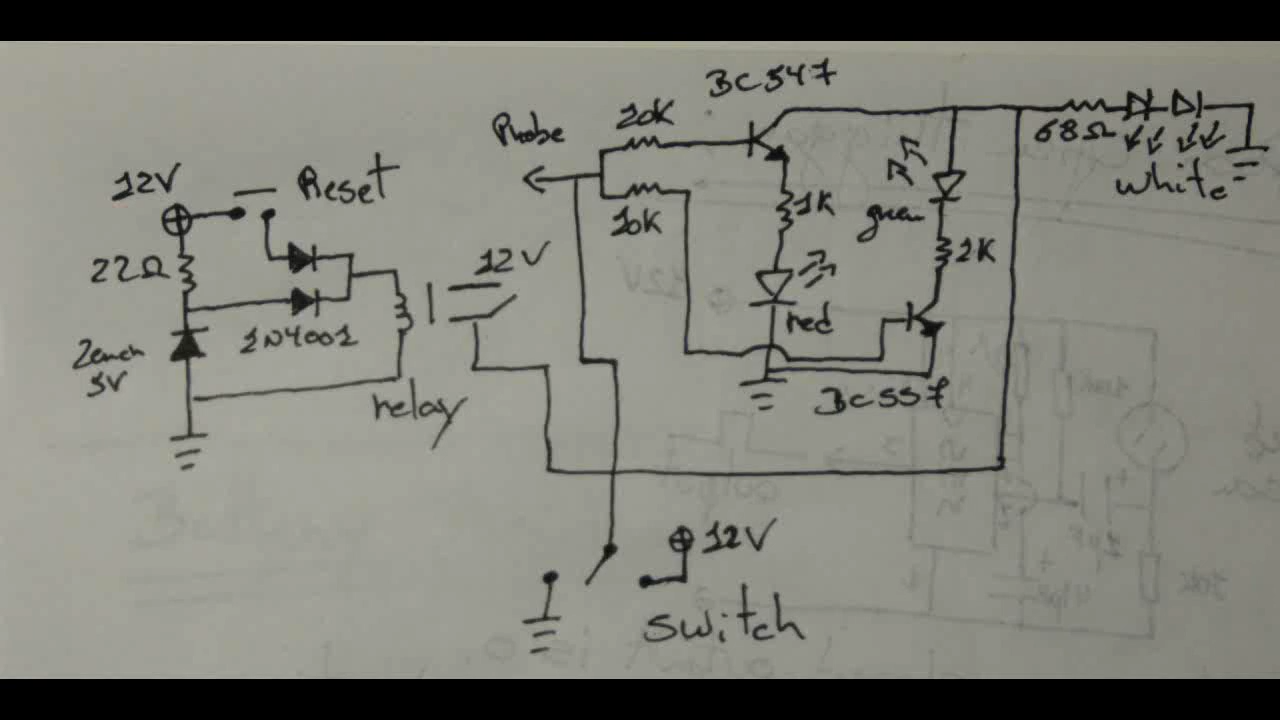 BC547
20K
Probe
68Ω
white
12V
Reset
10K
1K
green
2K
22Ω
12V
red
1N4001
Zener
5V
relay
BC557
12V
switch